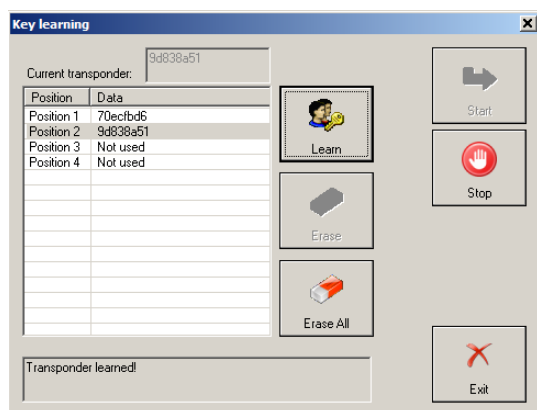 Key learning
Current transponder: 9d838a51
Position Data
Position 1 70ecfbd6
Position 2 9d838a51
Position 3 Not used
Position 4 Not used
Learn
Erase
Erase All
Start
Stop
Exit
Transponder learned!